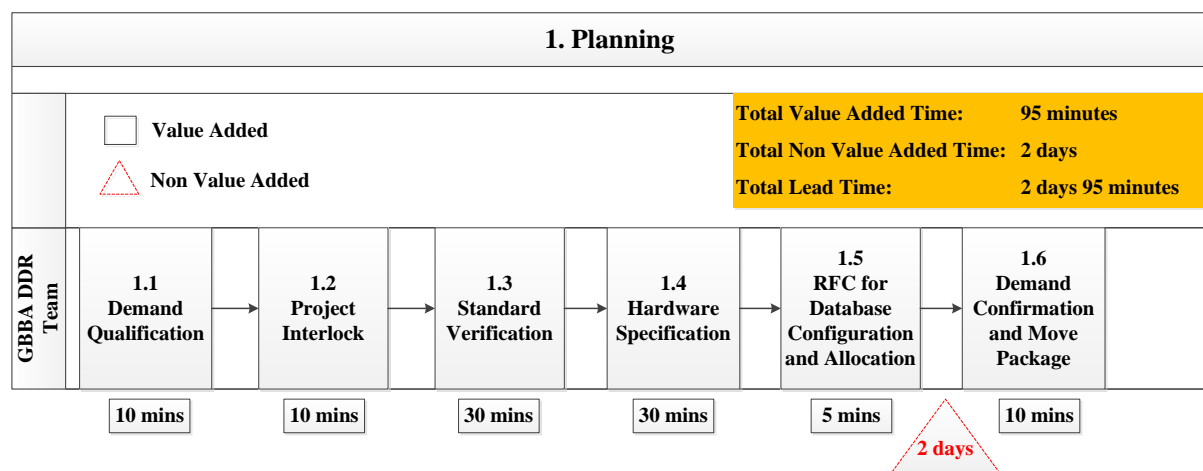 1. Planning
Value Added
Non Value Added
Total Value Added Time: 95 minutes
Total Non Value Added Time: 2 days
Total Lead Time: 2 days 95 minutes
GBBA DDR
Team
1.1
Demand
Qualification
1.2
Project
Interlock
1.3
Standard
Verification
1.4
Hardware
Specification
1.5
RFC for
Database
Configuration
and Allocation
1.6
Demand
Confirmation
and Move
Package
10 mins
10 mins
30 mins
30 mins
5 mins
10 mins
2 days